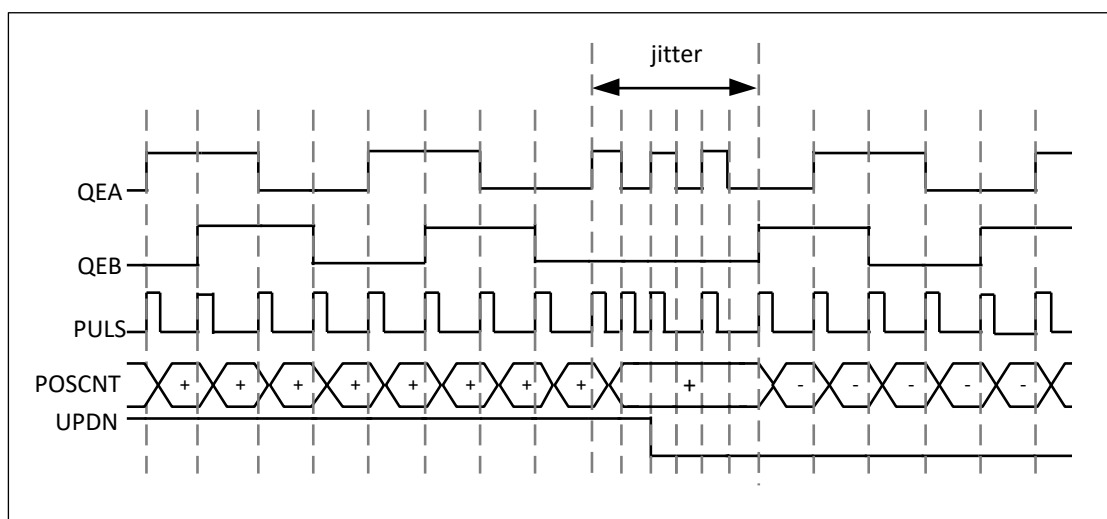 jitter
QEA
QEB
PULS
POSCNT + + + + + + + + + - - - - -
UPDN